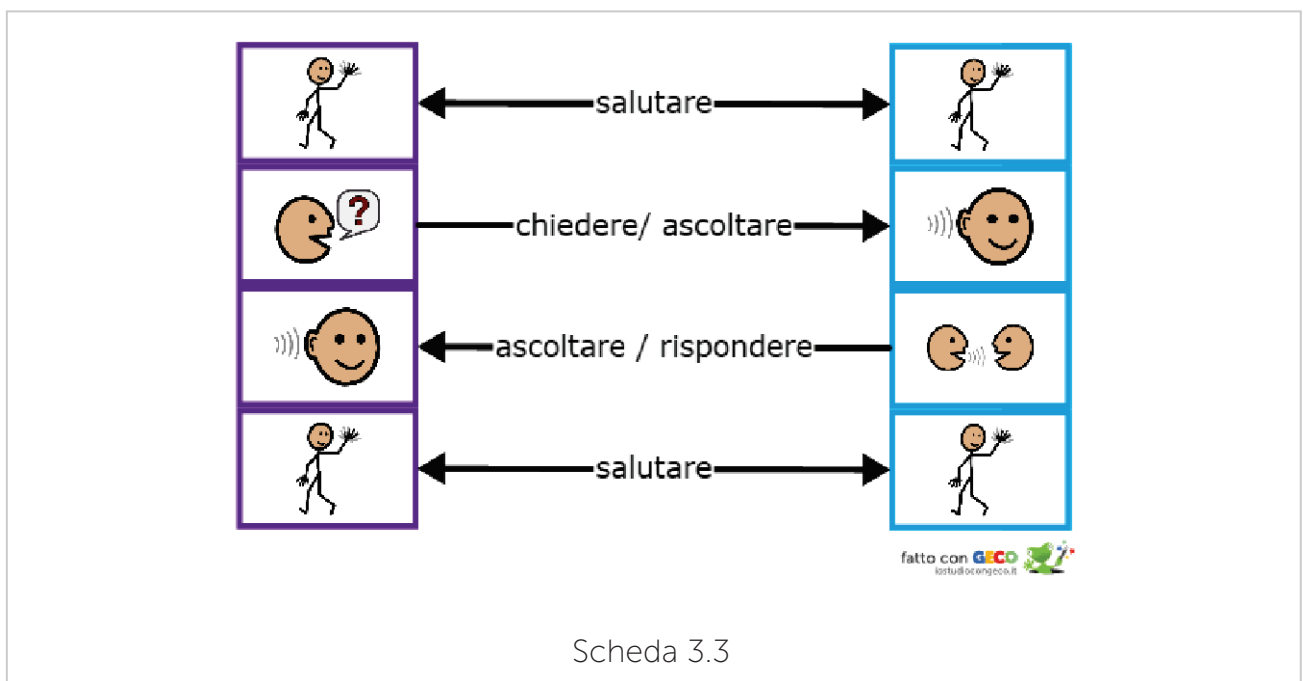 salutare
?
chiedere/ ascoltare
ascoltare / rispondere
salutare
fatto con GECO
iostudiocongeco.it
Scheda 3.3